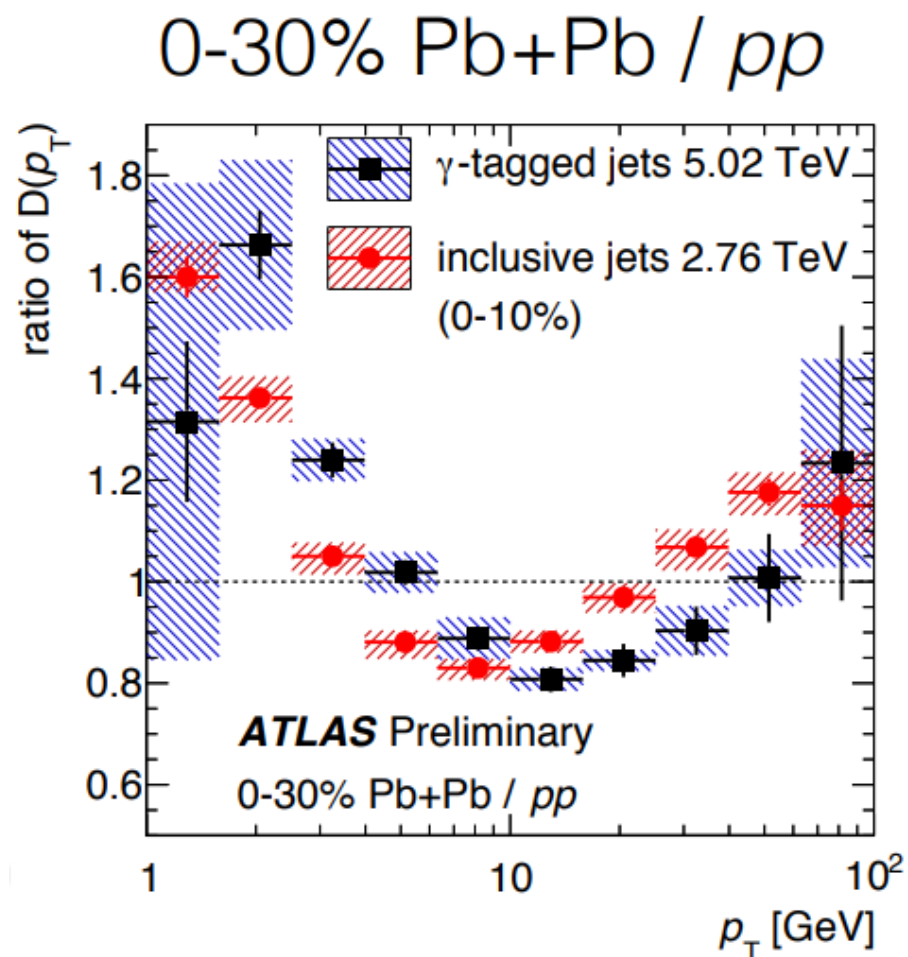 0-30% Pb+Pb / pp
ratio of D(p_T)
γ-tagged jets 5.02 TeV
inclusive jets 2.76 TeV
(0-10%)
1.8
1.6
1.4
1.2
1
0.8
0.6
ATLAS Preliminary
0-30% Pb+Pb / pp
1
10
10²
p_T [GeV]